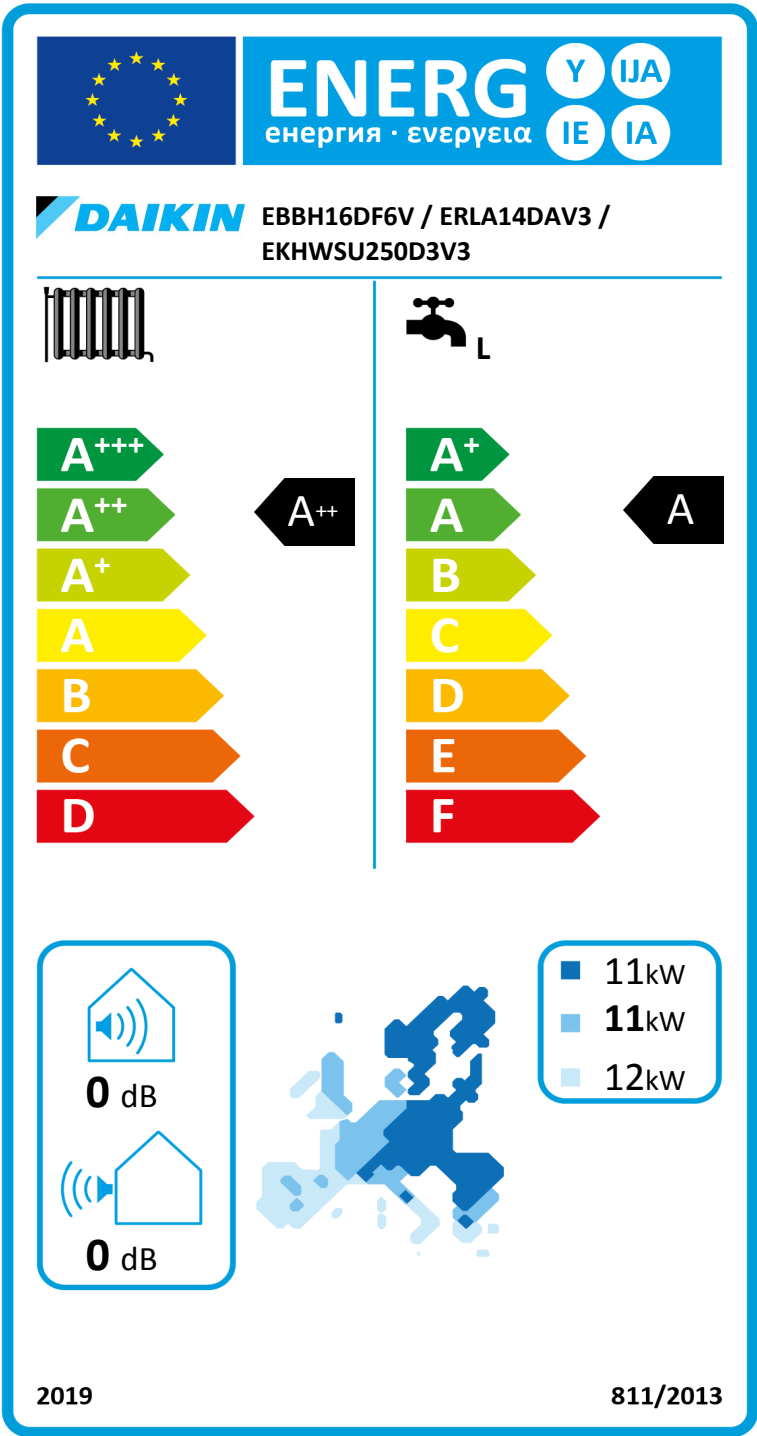 ENERG
енергия · ενεργεια
Y IJA
IE IA
DAIKIN
EBBH16DF6V / ERLA14DAV3 /
EKHWSU250D3V3
L
A+++
A++
A+
A
B
C
D
A++
A+
A
B
C
D
E
F
A
0 dB
0 dB
11kW
11kW
12kW
2019
811/2013